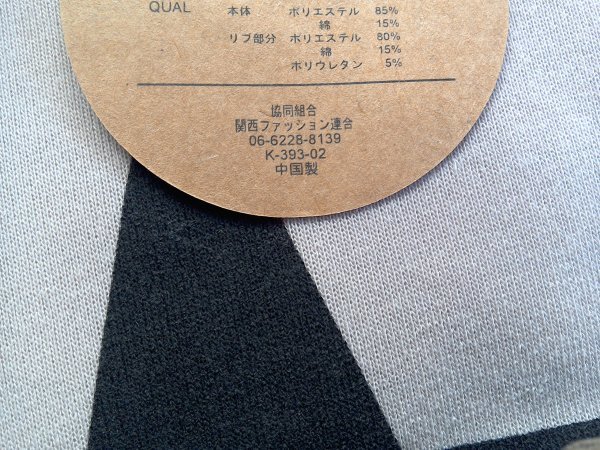 QUAL 本体 ポリエステル 85%
綿 15%
リブ部分 ポリエステル 80%
綿 15%
ポリウレタン 5%
協同組合
関西ファッション連合
06-6228-8139
K-393-02
中国製